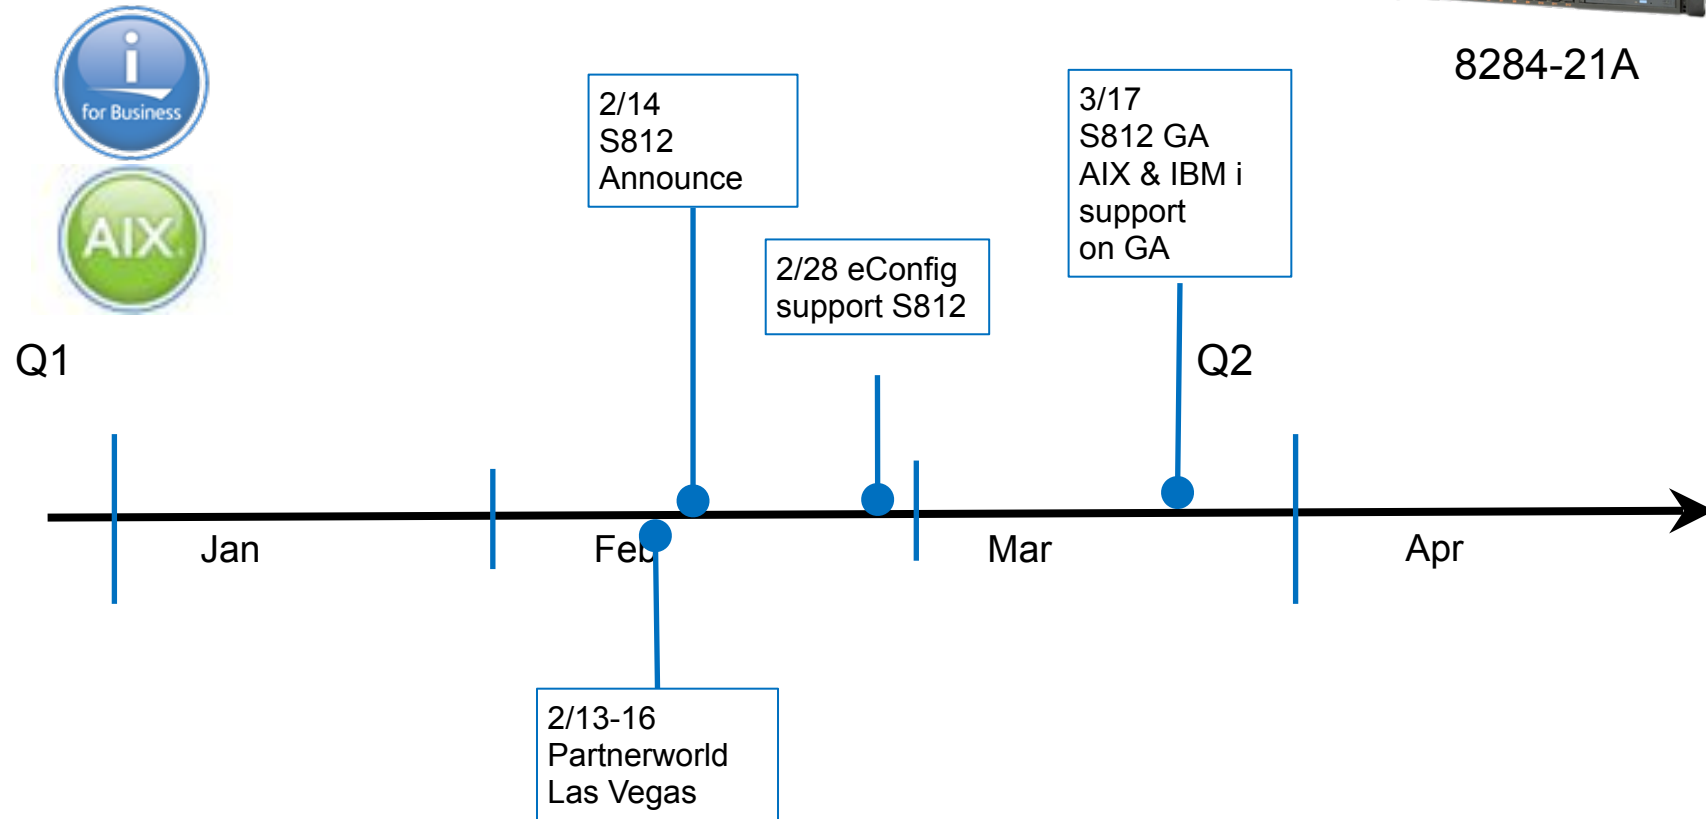 i
for Business
AIX
8284-21A
2/14
S812
Announce
3/17
S812 GA
AIX & IBM i
support
on GA
2/28 eConfig
support S812
Q1
Q2
Jan
Feb
Mar
Apr
2/13-16
Partnerworld
Las Vegas